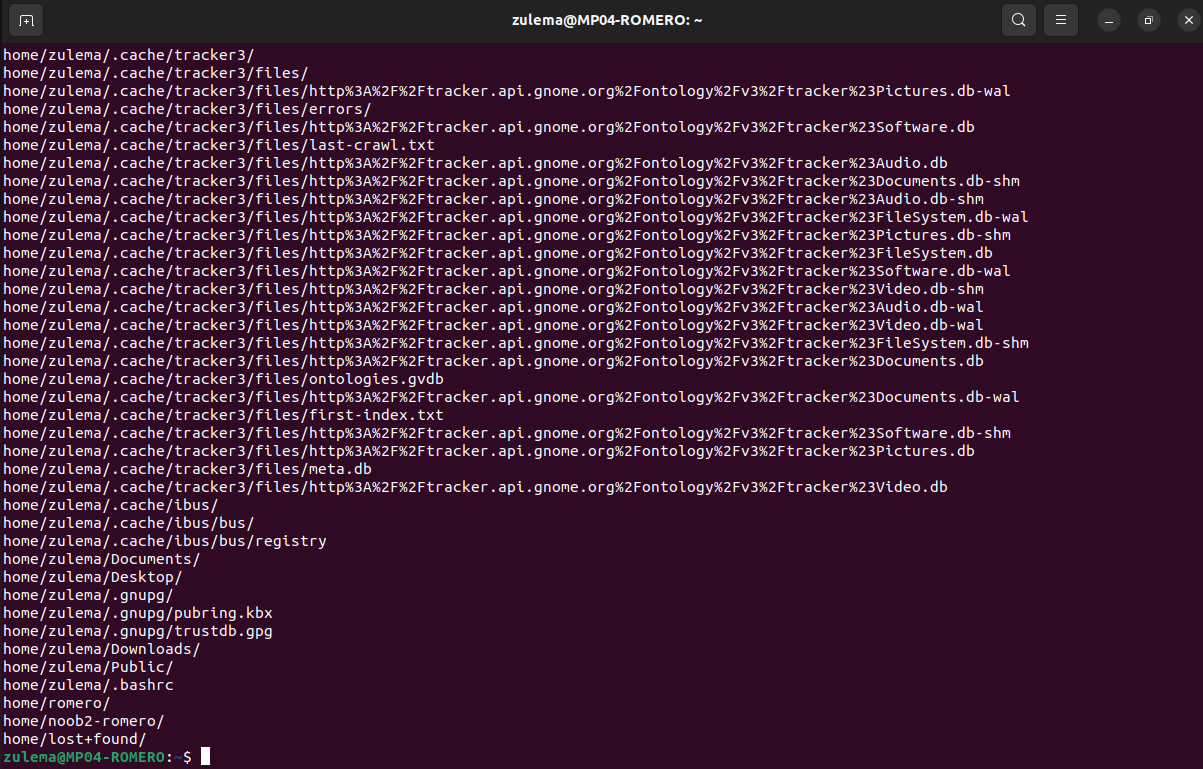 zulema@MP04-ROMERO: ~
home/zulema/.cache/tracker3/
home/zulema/.cache/tracker3/files/
home/zulema/.cache/tracker3/files/http%3A%2F%2Ftracker.api.gnome.org%2Fontology%2Fv3%2Ftracker%23Pictures.db-wal
home/zulema/.cache/tracker3/files/errors/
home/zulema/.cache/tracker3/files/http%3A%2F%2Ftracker.api.gnome.org%2Fontology%2Fv3%2Ftracker%23Software.db
home/zulema/.cache/tracker3/files/last-crawl.txt
home/zulema/.cache/tracker3/files/http%3A%2F%2Ftracker.api.gnome.org%2Fontology%2Fv3%2Ftracker%23Audio.db
home/zulema/.cache/tracker3/files/http%3A%2F%2Ftracker.api.gnome.org%2Fontology%2Fv3%2Ftracker%23Documents.db-shm
home/zulema/.cache/tracker3/files/http%3A%2F%2Ftracker.api.gnome.org%2Fontology%2Fv3%2Ftracker%23Audio.db-shm
home/zulema/.cache/tracker3/files/http%3A%2F%2Ftracker.api.gnome.org%2Fontology%2Fv3%2Ftracker%23FileSystem.db-wal
home/zulema/.cache/tracker3/files/http%3A%2F%2Ftracker.api.gnome.org%2Fontology%2Fv3%2Ftracker%23Pictures.db-shm
home/zulema/.cache/tracker3/files/http%3A%2F%2Ftracker.api.gnome.org%2Fontology%2Fv3%2Ftracker%23FileSystem.db
home/zulema/.cache/tracker3/files/http%3A%2F%2Ftracker.api.gnome.org%2Fontology%2Fv3%2Ftracker%23Software.db-wal
home/zulema/.cache/tracker3/files/http%3A%2F%2Ftracker.api.gnome.org%2Fontology%2Fv3%2Ftracker%23Video.db-shm
home/zulema/.cache/tracker3/files/http%3A%2F%2Ftracker.api.gnome.org%2Fontology%2Fv3%2Ftracker%23Audio.db-wal
home/zulema/.cache/tracker3/files/http%3A%2F%2Ftracker.api.gnome.org%2Fontology%2Fv3%2Ftracker%23Video.db-wal
home/zulema/.cache/tracker3/files/http%3A%2F%2Ftracker.api.gnome.org%2Fontology%2Fv3%2Ftracker%23FileSystem.db-shm
home/zulema/.cache/tracker3/files/http%3A%2F%2Ftracker.api.gnome.org%2Fontology%2Fv3%2Ftracker%23Documents.db
home/zulema/.cache/tracker3/files/ontologies.gvdb
home/zulema/.cache/tracker3/files/http%3A%2F%2Ftracker.api.gnome.org%2Fontology%2Fv3%2Ftracker%23Documents.db-wal
home/zulema/.cache/tracker3/files/first-index.txt
home/zulema/.cache/tracker3/files/http%3A%2F%2Ftracker.api.gnome.org%2Fontology%2Fv3%2Ftracker%23Software.db-shm
home/zulema/.cache/tracker3/files/http%3A%2F%2Ftracker.api.gnome.org%2Fontology%2Fv3%2Ftracker%23Pictures.db
home/zulema/.cache/tracker3/files/meta.db
home/zulema/.cache/tracker3/files/http%3A%2F%2Ftracker.api.gnome.org%2Fontology%2Fv3%2Ftracker%23Video.db
home/zulema/.cache/ibus/
home/zulema/.cache/ibus/bus/
home/zulema/.cache/ibus/bus/registry
home/zulema/Documents/
home/zulema/Desktop/
home/zulema/.gnupg/
home/zulema/.gnupg/pubring.kbx
home/zulema/.gnupg/trustdb.gpg
home/zulema/Downloads/
home/zulema/Public/
home/zulema/.bashrc
home/romero/
home/noob2-romero/
home/lost+found/
zulema@MP04-ROMERO:~$